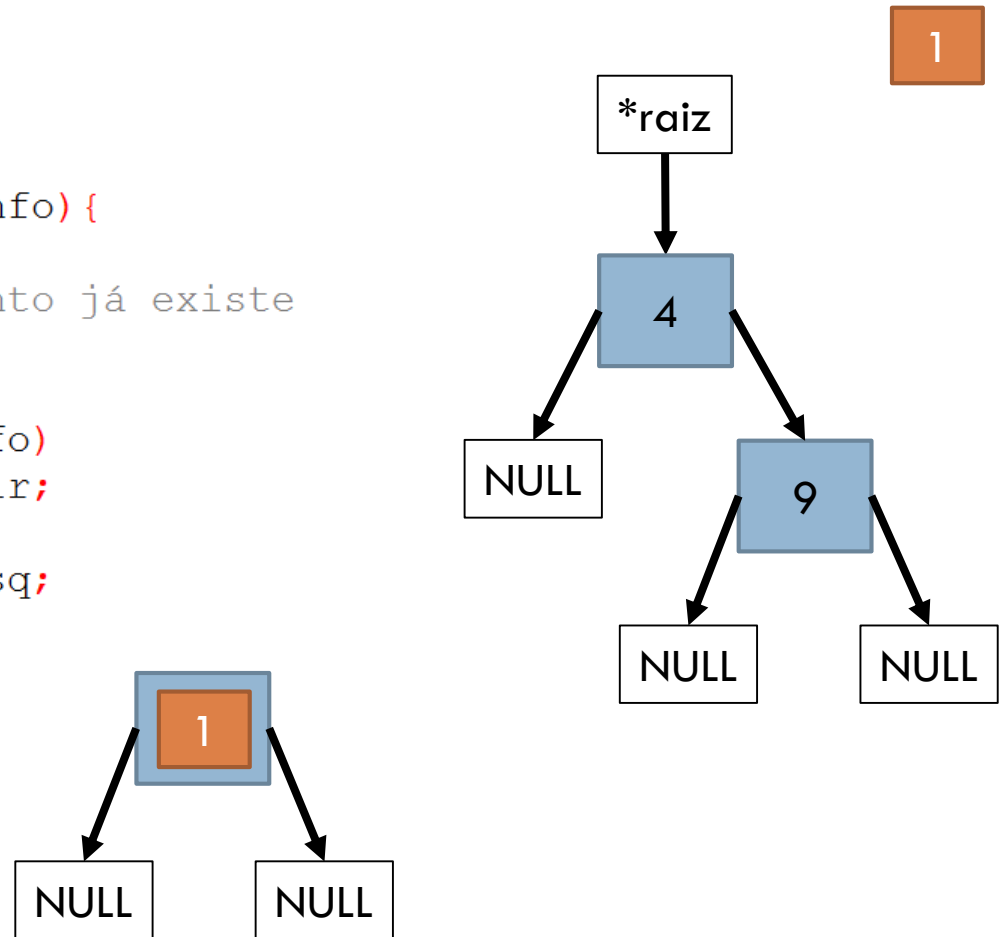 1
*raiz
nfo){
nto já existe
4
fo)
ir;
NULL
9
sq;
NULL
NULL
1
NULL
NULL